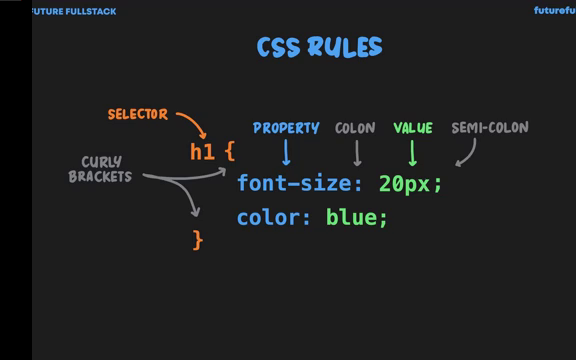 FUTURE FULLSTACK
futurefu
CSS RULES
SELECTOR
PROPERTY COLON VALUE SEMI-COLON
h1 {
CURLY
BRACKETS
font-size: 20px;
color: blue;
}